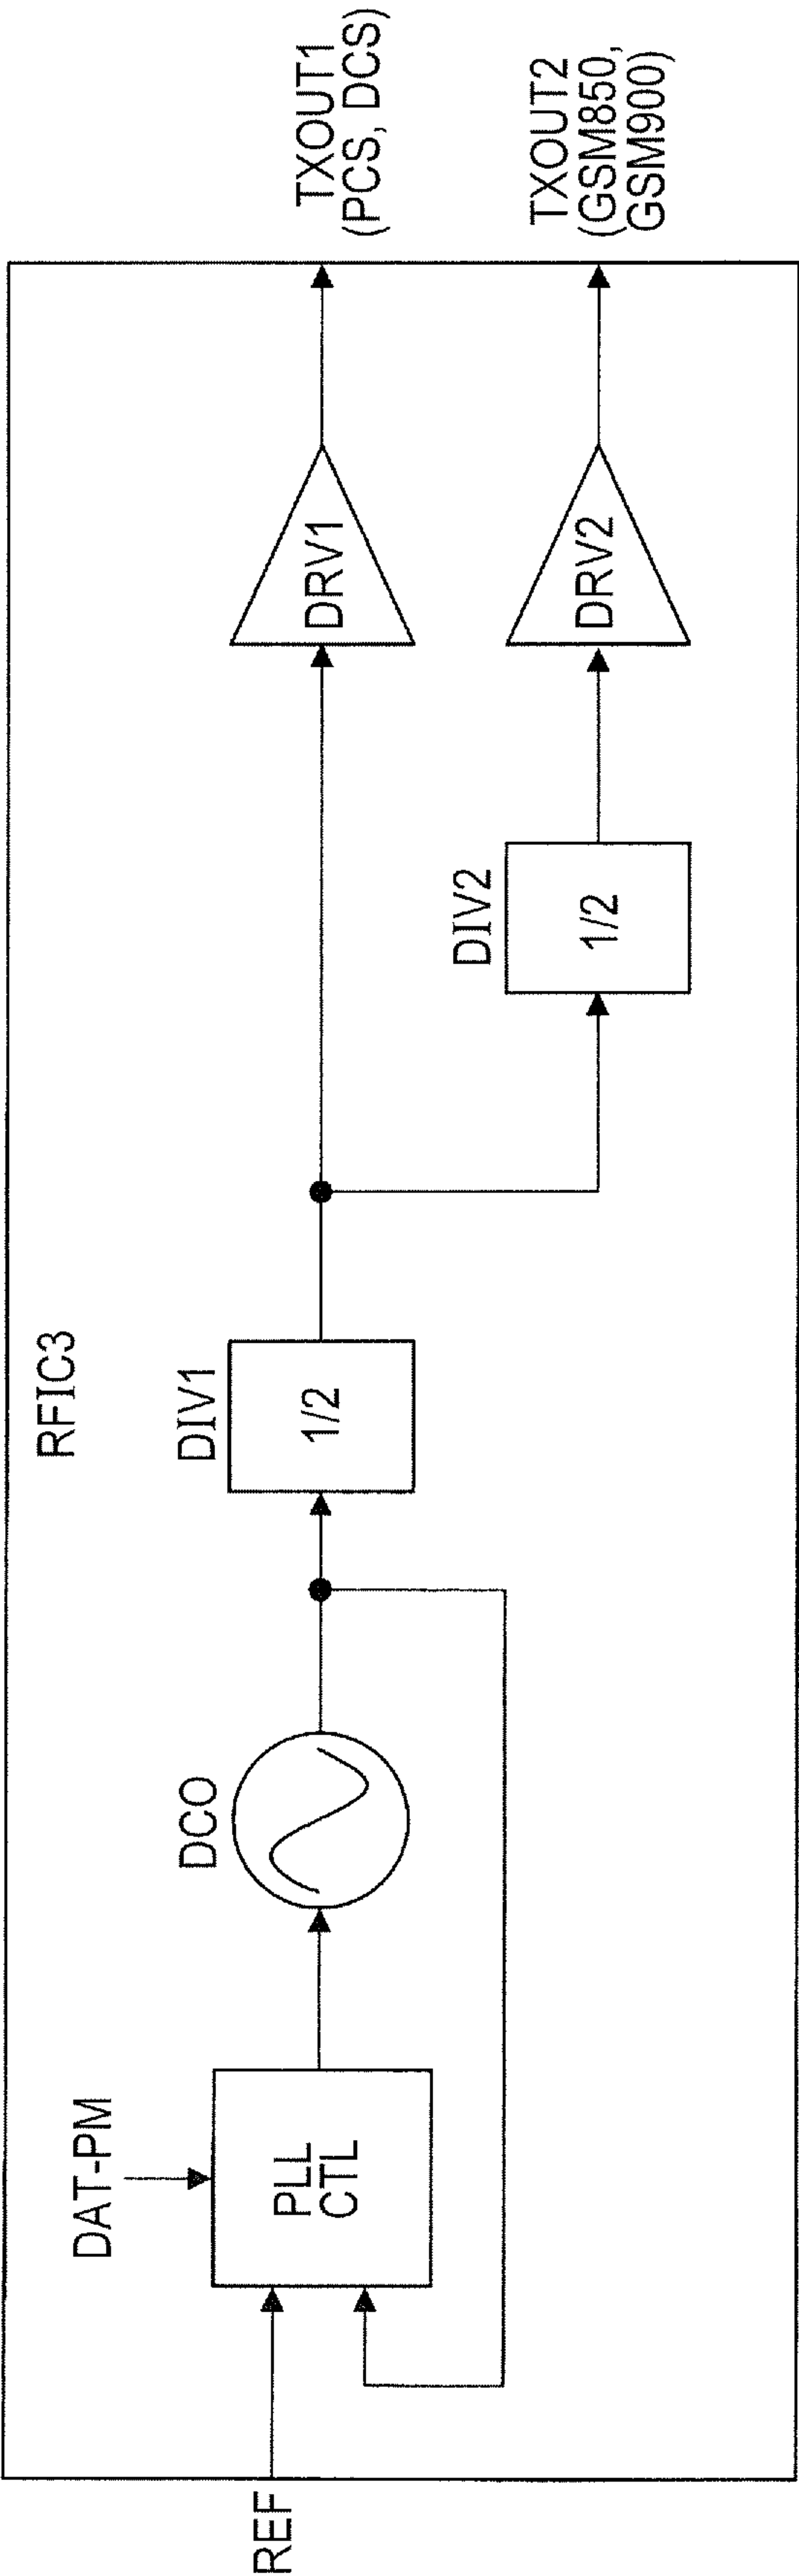 RFIC3
REF
DAT-PM
PLL
CTL
DCO
DIV1
1/2
DIV2
1/2
DRV1
DRV2
TXOUT1
(PCS, DCS)
TXOUT2
(GSM850,
GSM900)